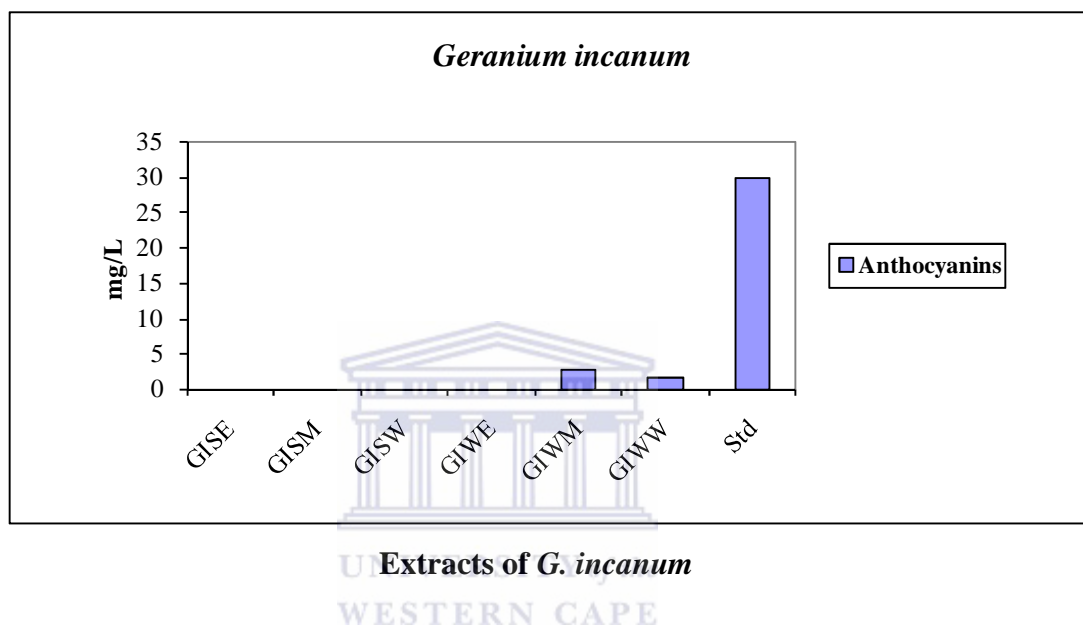 Geranium incanum
35
30
25
20
15
10
5
0
mg/L
GISE
GISM
GISW
GIWE
GIWM
GIWW
Std
Anthocyanins
Extracts of G. incanum
UNIVERSITY of the
WESTERN CAPE